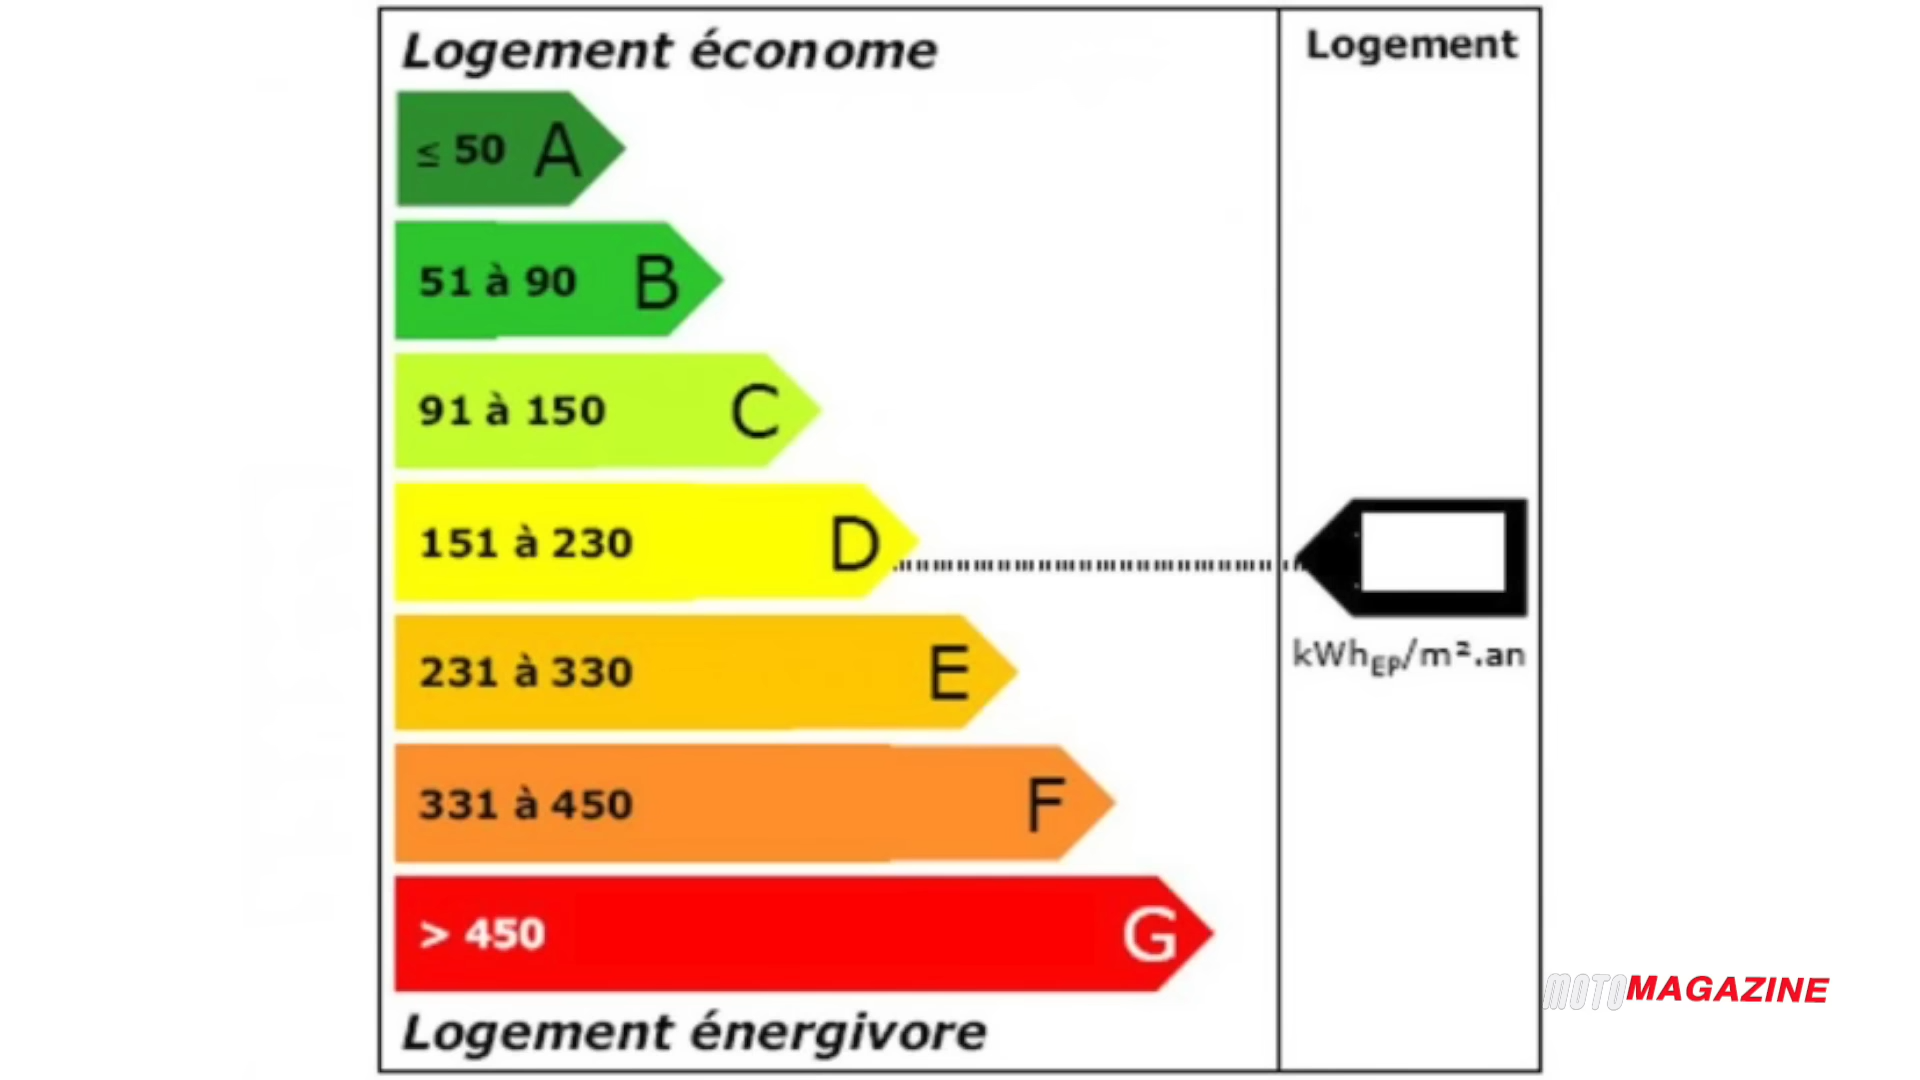 Logement économe
Logement
≤ 50 A
51 à 90 B
91 à 150 C
151 à 230 D
231 à 330 E
kWhEP/m².an
331 à 450 F
> 450 G
MOTOMAGAZINE
Logement énergivore